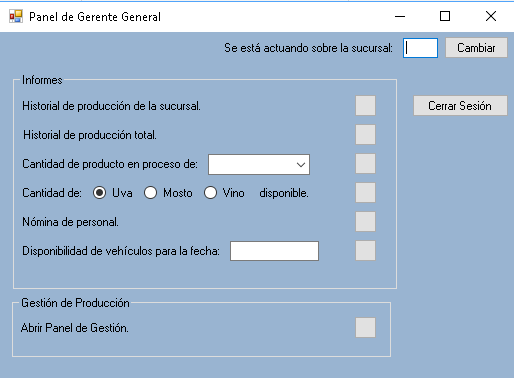 Panel de Gerente General
Se está actuando sobre la sucursal: Cambiar
Informes
Historial de producción de la sucursal.
Cerrar Sesión
Historial de producción total.
Cantidad de producto en proceso de:
Cantidad de: Uva Mosto Vino disponible.
Nómina de personal.
Disponibilidad de vehículos para la fecha:
Gestión de Producción
Abrir Panel de Gestión.